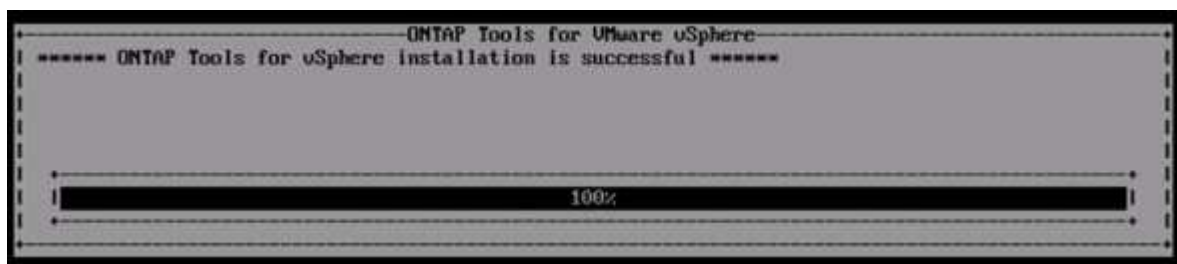 ONTAP Tools for VMware vSphere
====== ONTAP Tools for vSphere installation is successful ======
100%